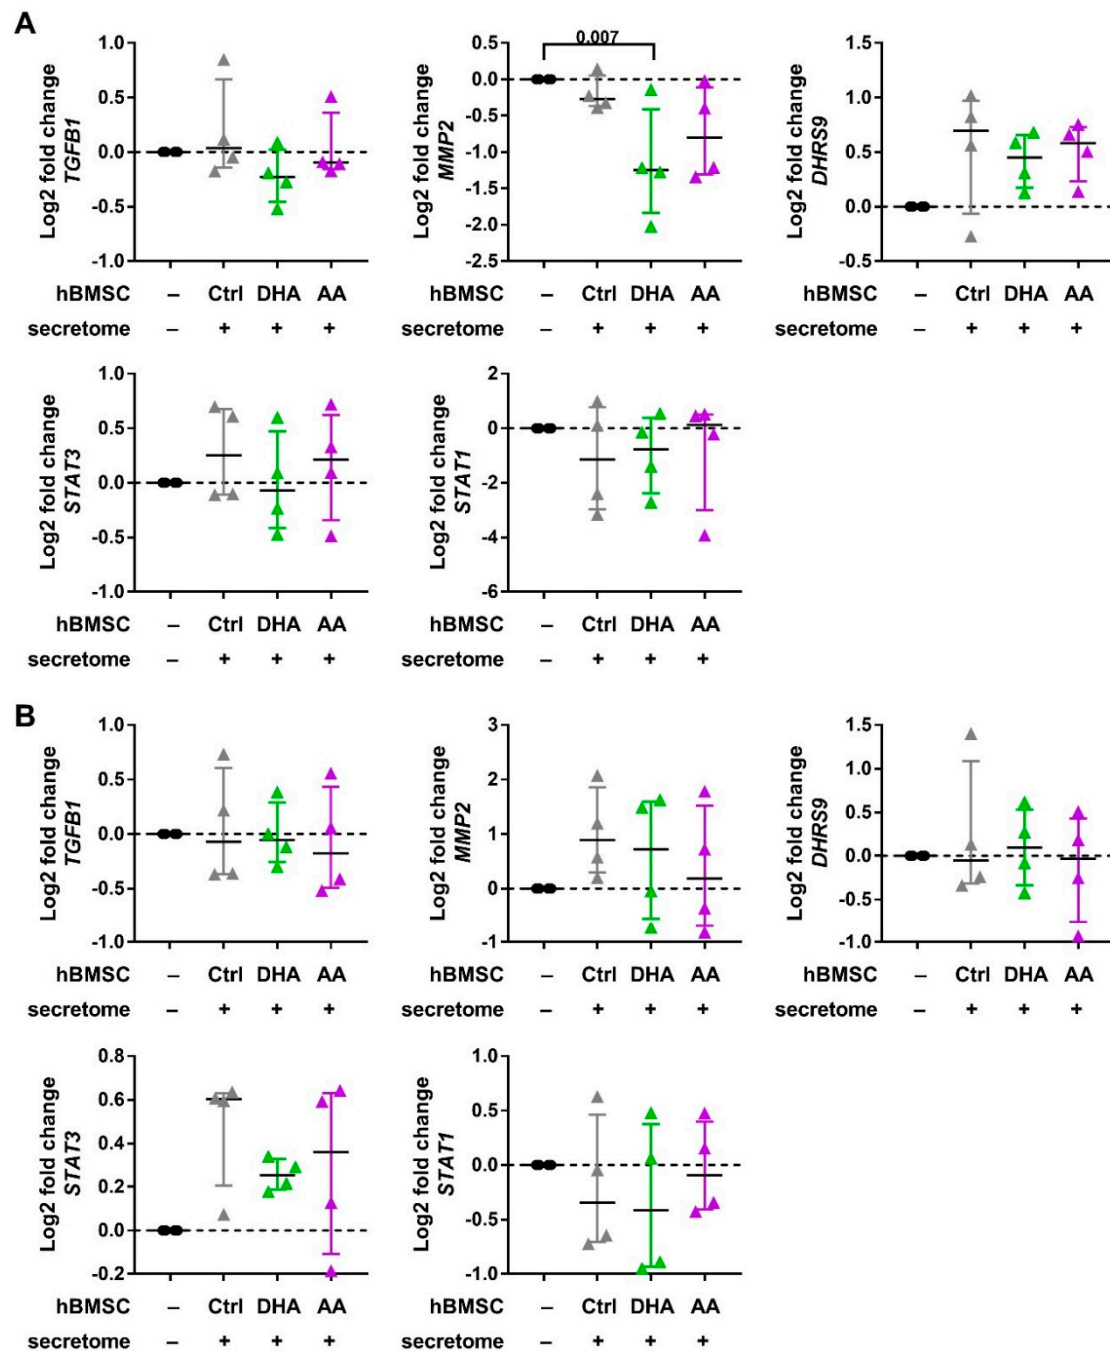 A
Log2 fold change
TGFB1
1.0
0.5
0.0
-0.5
-1.0
hBMSC – Ctrl DHA AA
secretome – + + +
Log2 fold change
MMP2
0.007
0.5
0.0
-0.5
-1.0
-1.5
-2.0
-2.5
hBMSC – Ctrl DHA AA
secretome – + + +
Log2 fold change
DHRS9
1.5
1.0
0.5
0.0
-0.5
hBMSC – Ctrl DHA AA
secretome – + + +
Log2 fold change
STAT3
1.0
0.5
0.0
-0.5
-1.0
hBMSC – Ctrl DHA AA
secretome – + + +
Log2 fold change
STAT1
2
0
-2
-4
-6
hBMSC – Ctrl DHA AA
secretome – + + +
B
Log2 fold change
TGFB1
1.0
0.5
0.0
-0.5
-1.0
hBMSC – Ctrl DHA AA
secretome – + + +
Log2 fold change
MMP2
3
2
1
0
-1
hBMSC – Ctrl DHA AA
secretome – + + +
Log2 fold change
DHRS9
1.5
1.0
0.5
0.0
-0.5
-1.0
hBMSC – Ctrl DHA AA
secretome – + + +
Log2 fold change
STAT3
0.8
0.6
0.4
0.2
0.0
-0.2
hBMSC – Ctrl DHA AA
secretome – + + +
Log2 fold change
STAT1
1.0
0.5
0.0
-0.5
-1.0
hBMSC – Ctrl DHA AA
secretome – + + +